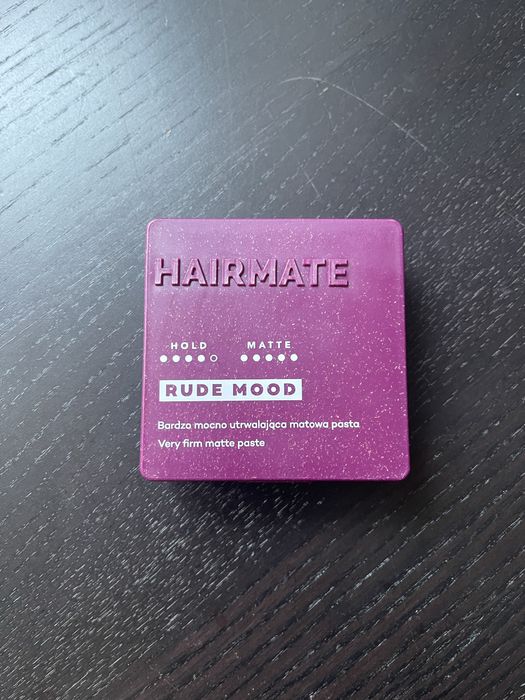 HAIRMATE
HOLD MATTE
●●●●○ ●●●●●
RUDE MOOD
Bardzo mocno utrwalająca matowa pasta
Very firm matte paste